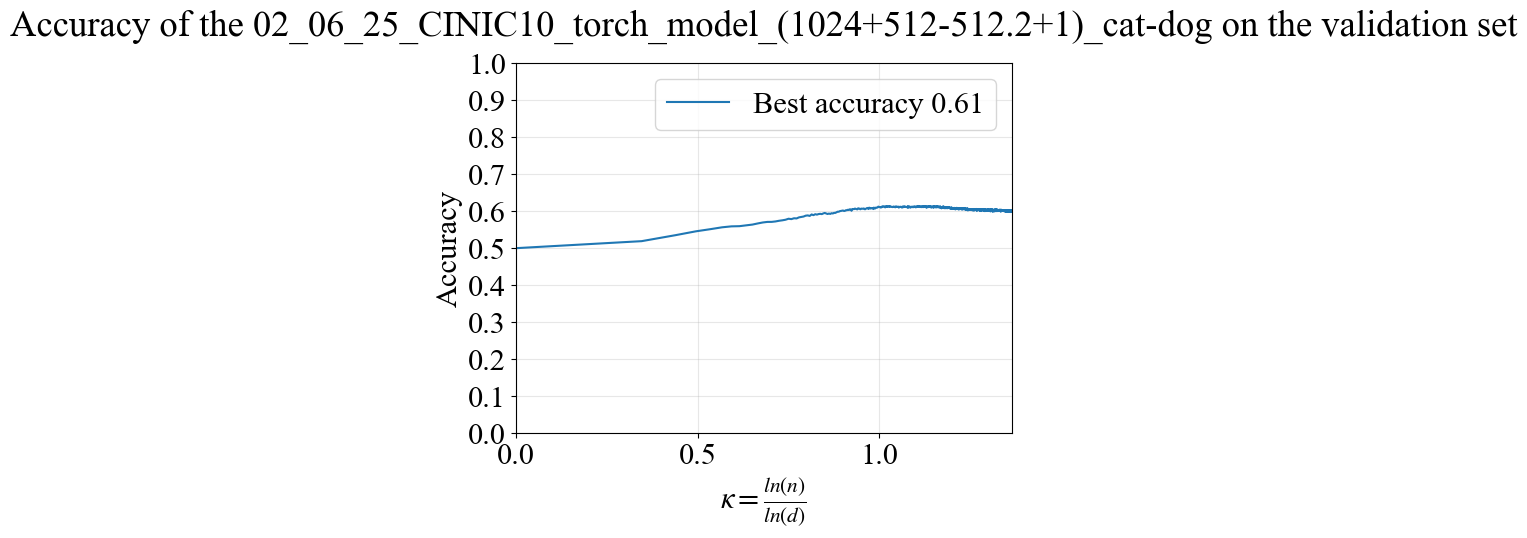 Accuracy of the 02_06_25_CINIC10_torch_model_(1024+512-512.2+1)_cat-dog on the validation set
Best accuracy 0.61
Accuracy
1.0
0.9
0.8
0.7
0.6
0.5
0.4
0.3
0.2
0.1
0.0
0.0 0.5 1.0
κ = ln(n) / ln(d)